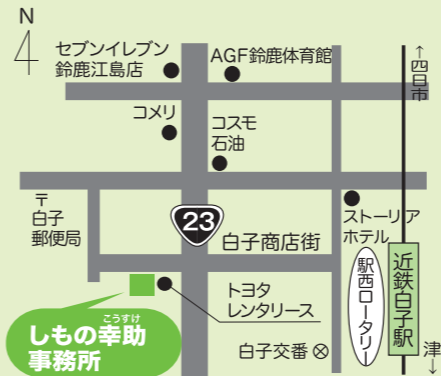 N
セブンイレブン
鈴鹿江島店
AGF鈴鹿体育館
↑四日市
コメリ
コスモ
石油
〒
白子
郵便局
23
白子商店街
ストーリア
ホテル
駅西ロータリー
近鉄白子駅
トヨタ
レンタリース
こうすけ
しもの幸助
事務所
白子交番
津↓